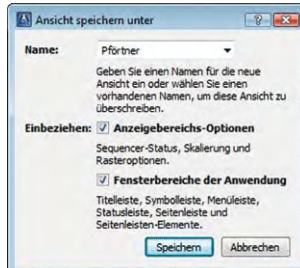 Ansicht speichern unter
Name: Pförtner
Geben Sie einen Namen für die neue
Ansicht ein oder wählen Sie einen
vorhandenen Namen, um diese Ansicht zu
überschreiben.
Einbeziehen: Anzeigebereichs-Optionen
Sequencer-Status, Skalierung und
Rasteroptionen.
Fensterbereiche der Anwendung
Titelleiste, Symbolleiste, Menüleiste,
Statusleiste, Seitenleiste und
Seitenleisten-Elemente.
Speichern Abbrechen